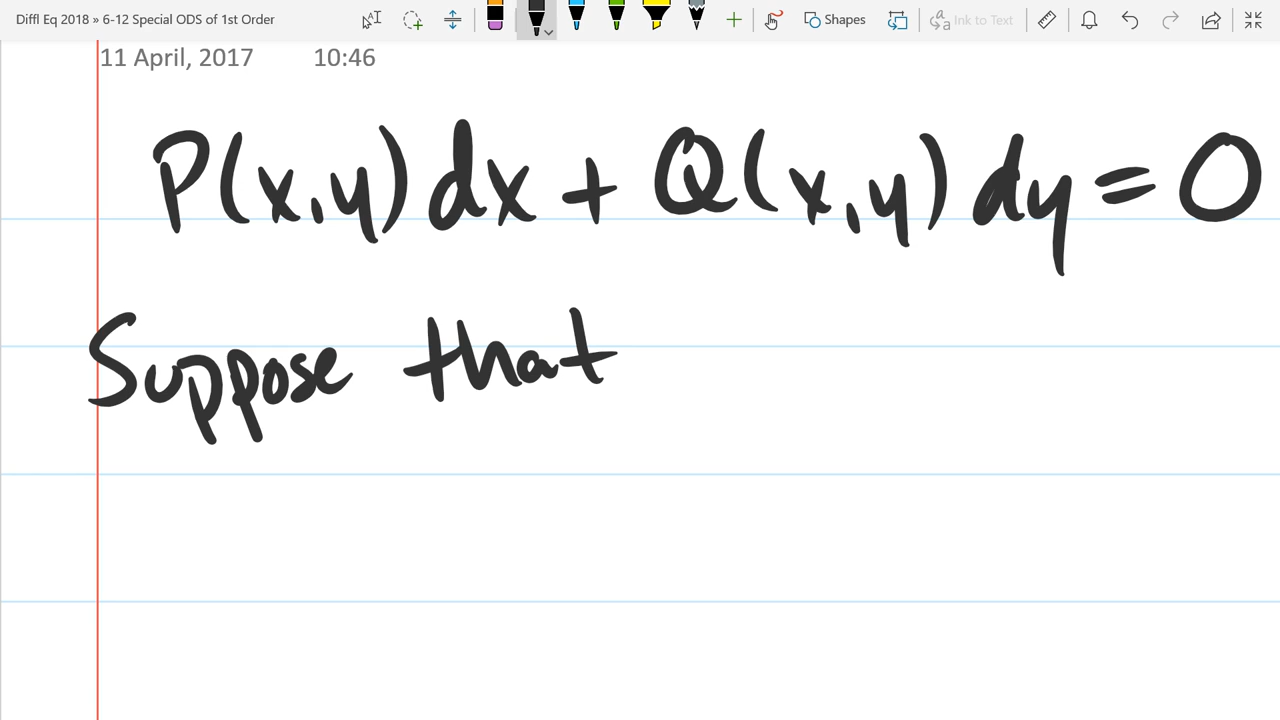 Diffl Eq 2018 » 6-12 Special ODS of 1st Order
Shapes
Ink to Text
11 April, 2017 10:46
P(x,y)dx + Q(x,y)dy = 0
Suppose that